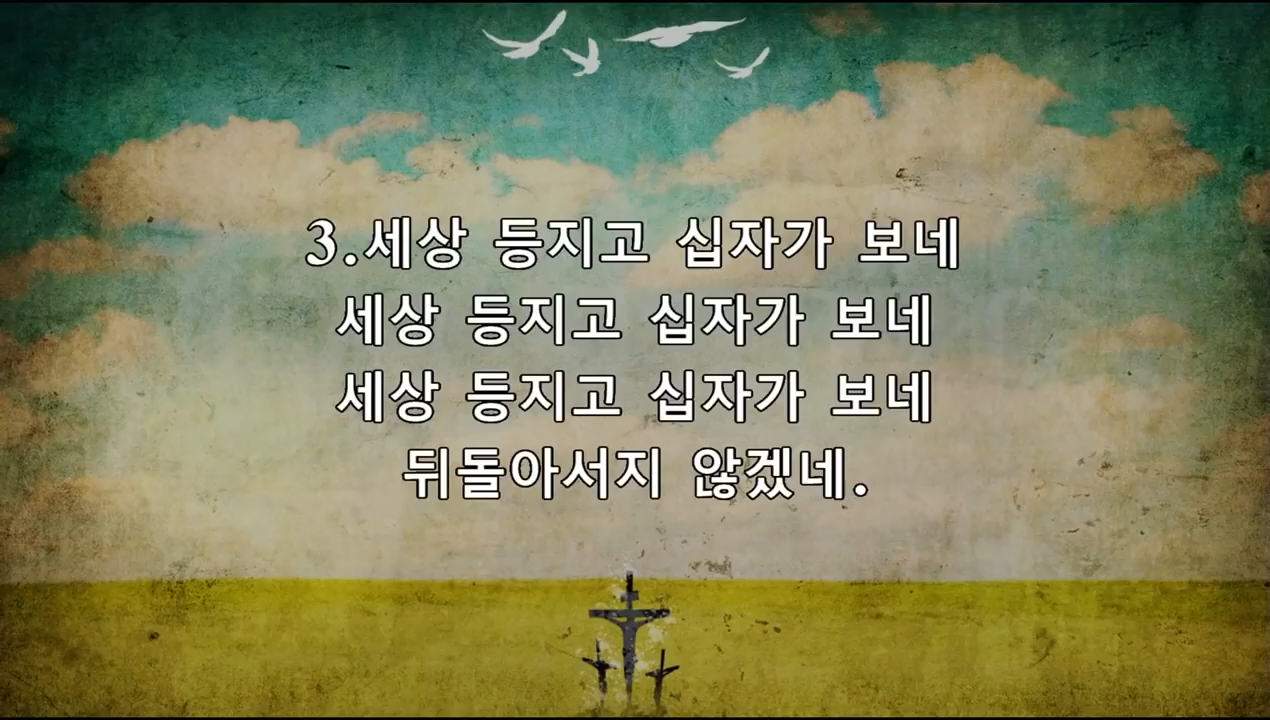 3.세상 등지고 십자가 보네
세상 등지고 십자가 보네
세상 등지고 십자가 보네
뒤돌아서지 않겠네.